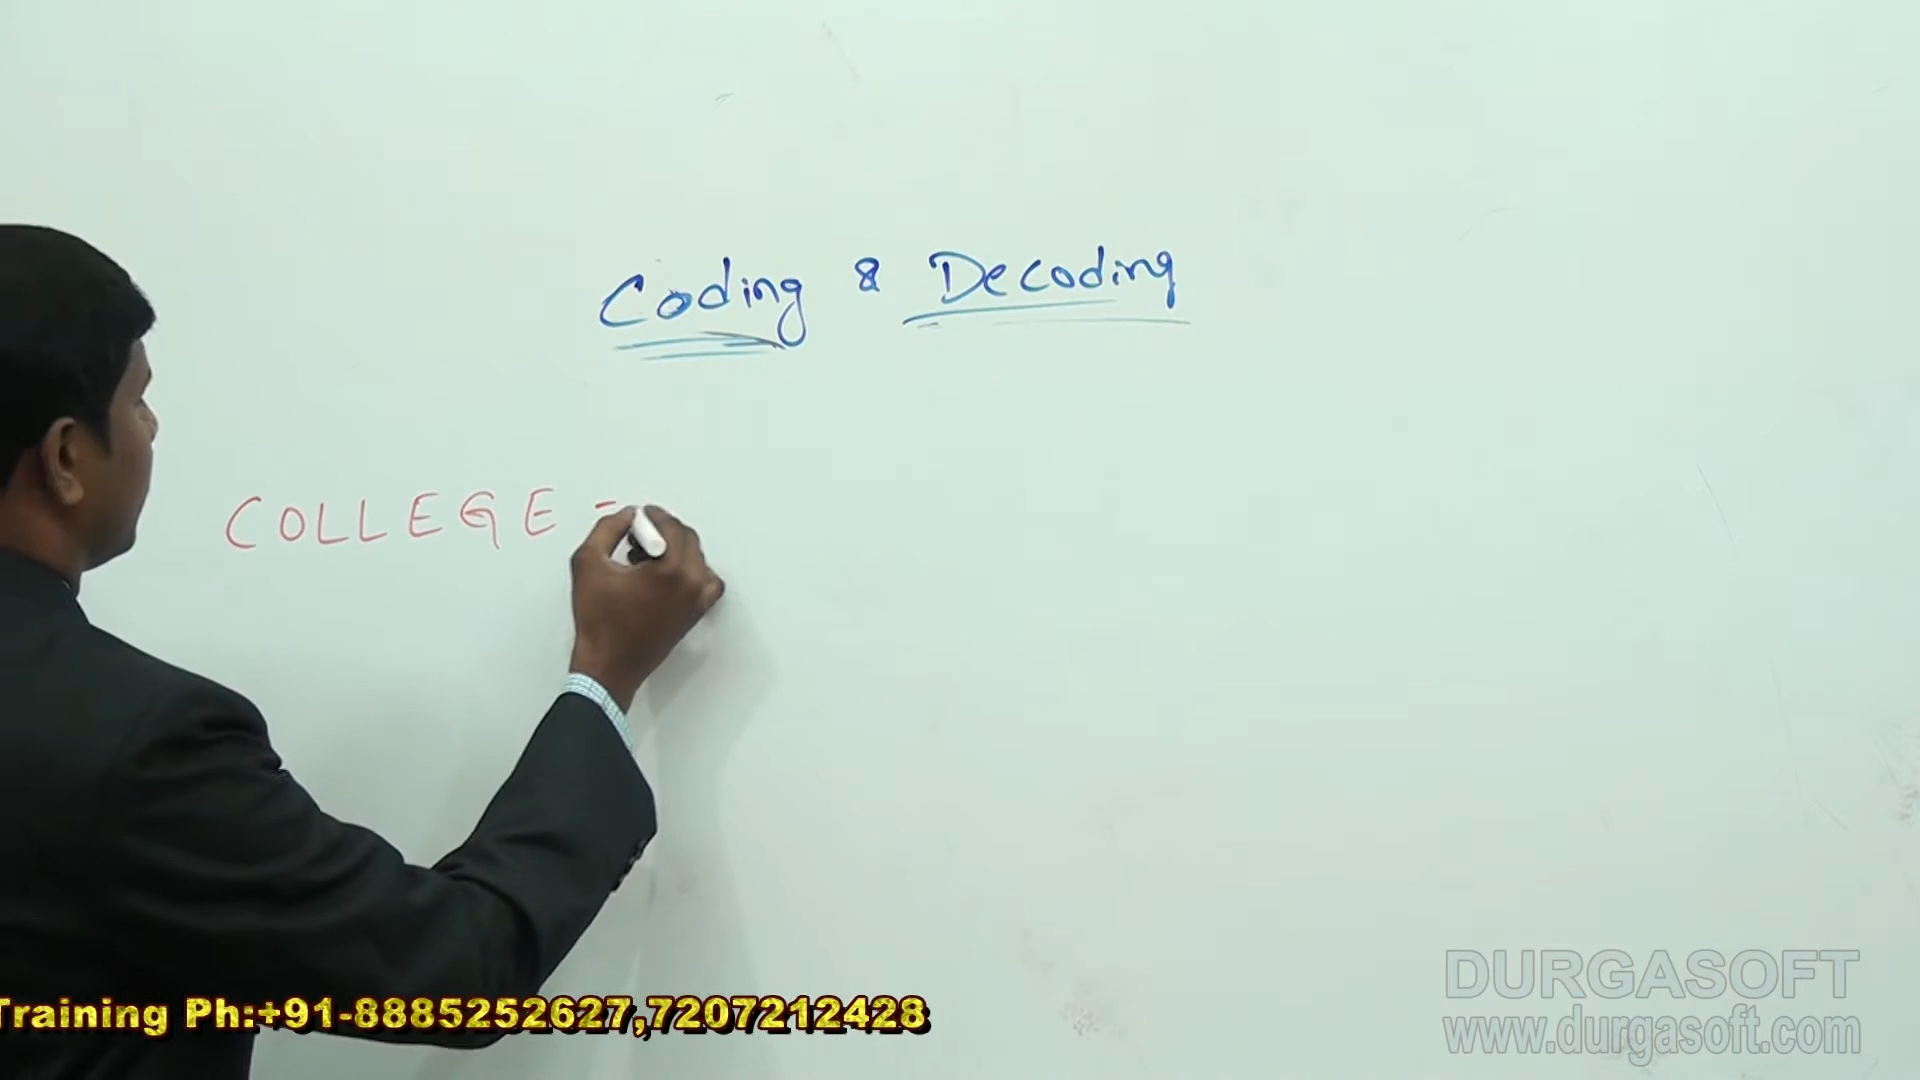 Coding & Decoding
COLLEGE =
Training Ph:+91-8885252627,7207212428
DURGASOFT
www.durgasoft.com